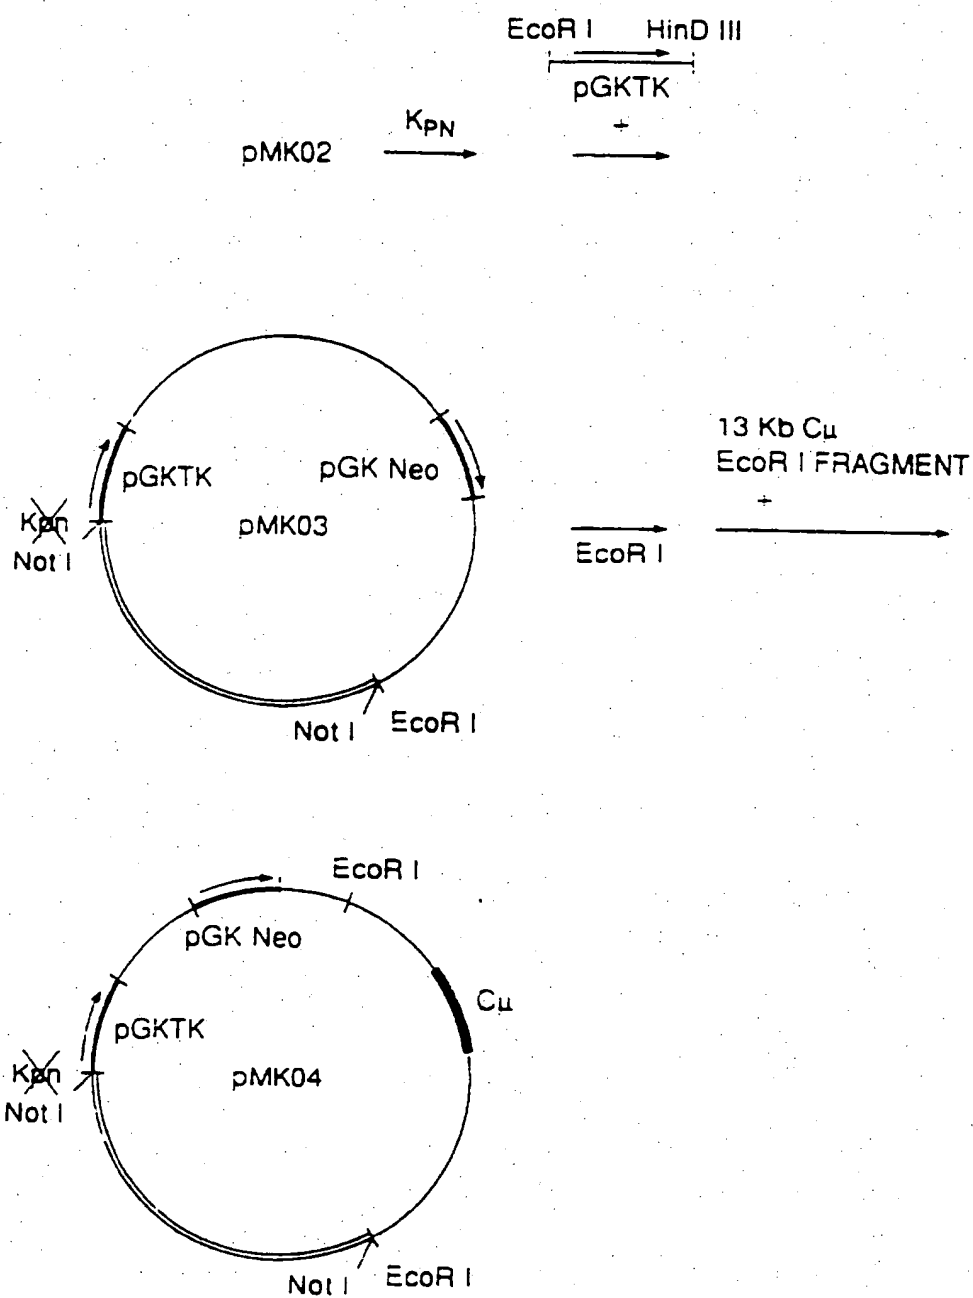 EcoR I HinD III
pGKTK
+
KPN
pMK02
pGKTK
pGK Neo
Kpn
Not I
pMK03
13 Kb Cμ
EcoR I FRAGMENT
+
EcoR I
Not I EcoR I
EcoR I
pGK Neo
Cμ
pGKTK
Kpn
Not I
pMK04
Not I EcoR I